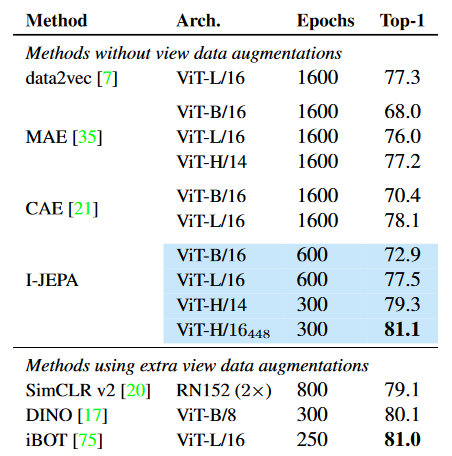 Method Arch. Epochs Top-1
Methods without view data augmentations
data2vec [7] ViT-L/16 1600 77.3
ViT-B/16 1600 68.0
MAE [35] ViT-L/16 1600 76.0
ViT-H/14 1600 77.2
CAE [21]
ViT-B/16 1600 70.4
ViT-L/16 1600 78.1
ViT-B/16 600 72.9
I-JEPA ViT-L/16 600 77.5
ViT-H/14 300 79.3
ViT-H/16₄₄₈ 300 81.1
Methods using extra view data augmentations
SimCLR v2 [20] RN152 (2×) 800 79.1
DINO [17] ViT-B/8 300 80.1
iBOT [75] ViT-L/16 250 81.0